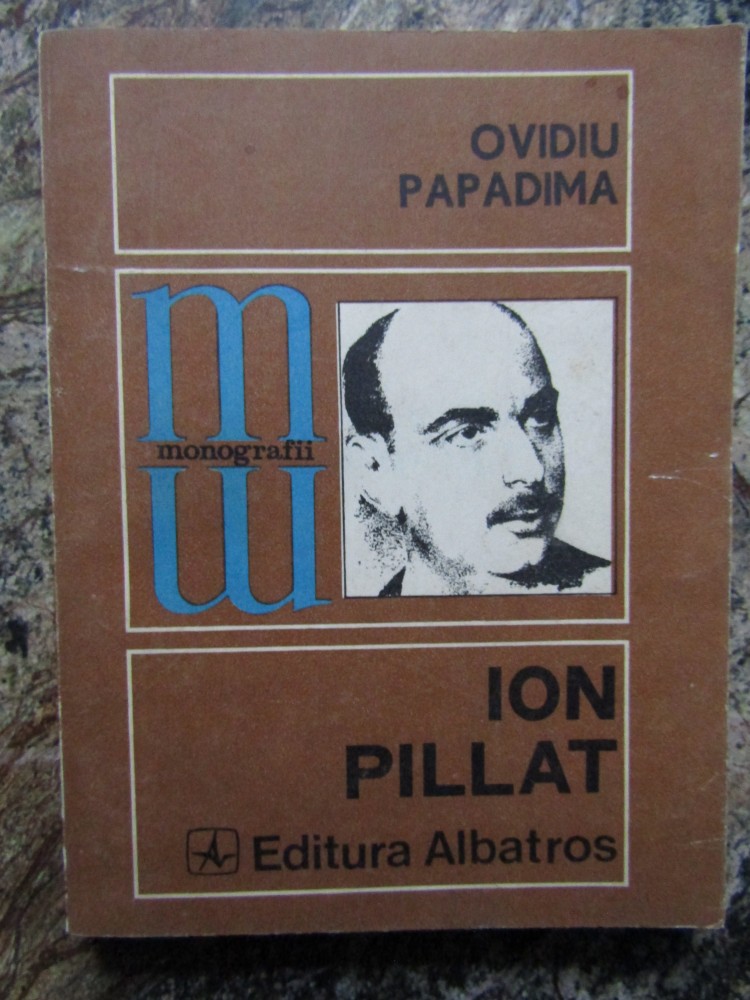 OVIDIU
PAPADIMA
m
monografii
m
ION
PILLAT
Editura Albatros